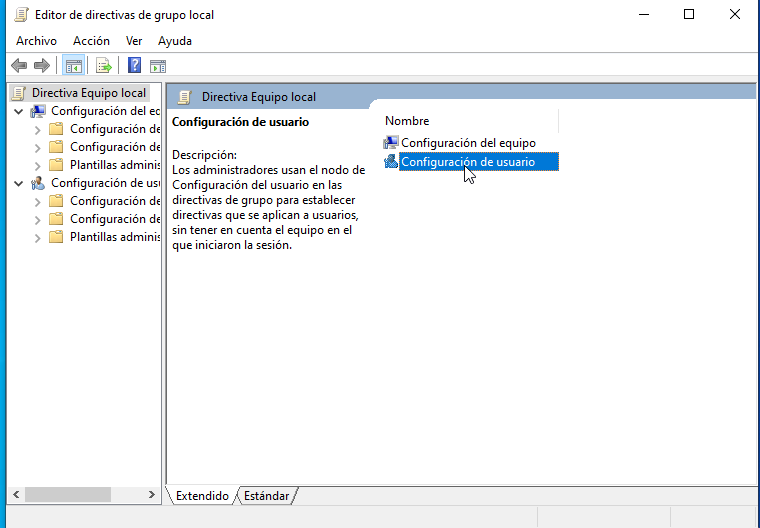 Editor de directivas de grupo local
Archivo Acción Ver Ayuda
Directiva Equipo local
Configuración del ec
Configuración de
Configuración de
Plantillas adminis
Configuración de usu
Configuración de
Configuración de
Plantillas adminis
Directiva Equipo local
Configuración de usuario
Descripción:
Los administradores usan el nodo de
Configuración del usuario en las
directivas de grupo para establecer
directivas que se aplican a usuarios,
sin tener en cuenta el equipo en el
que iniciaron la sesión.
Nombre
Configuración del equipo
Configuración de usuario
Extendido Estándar